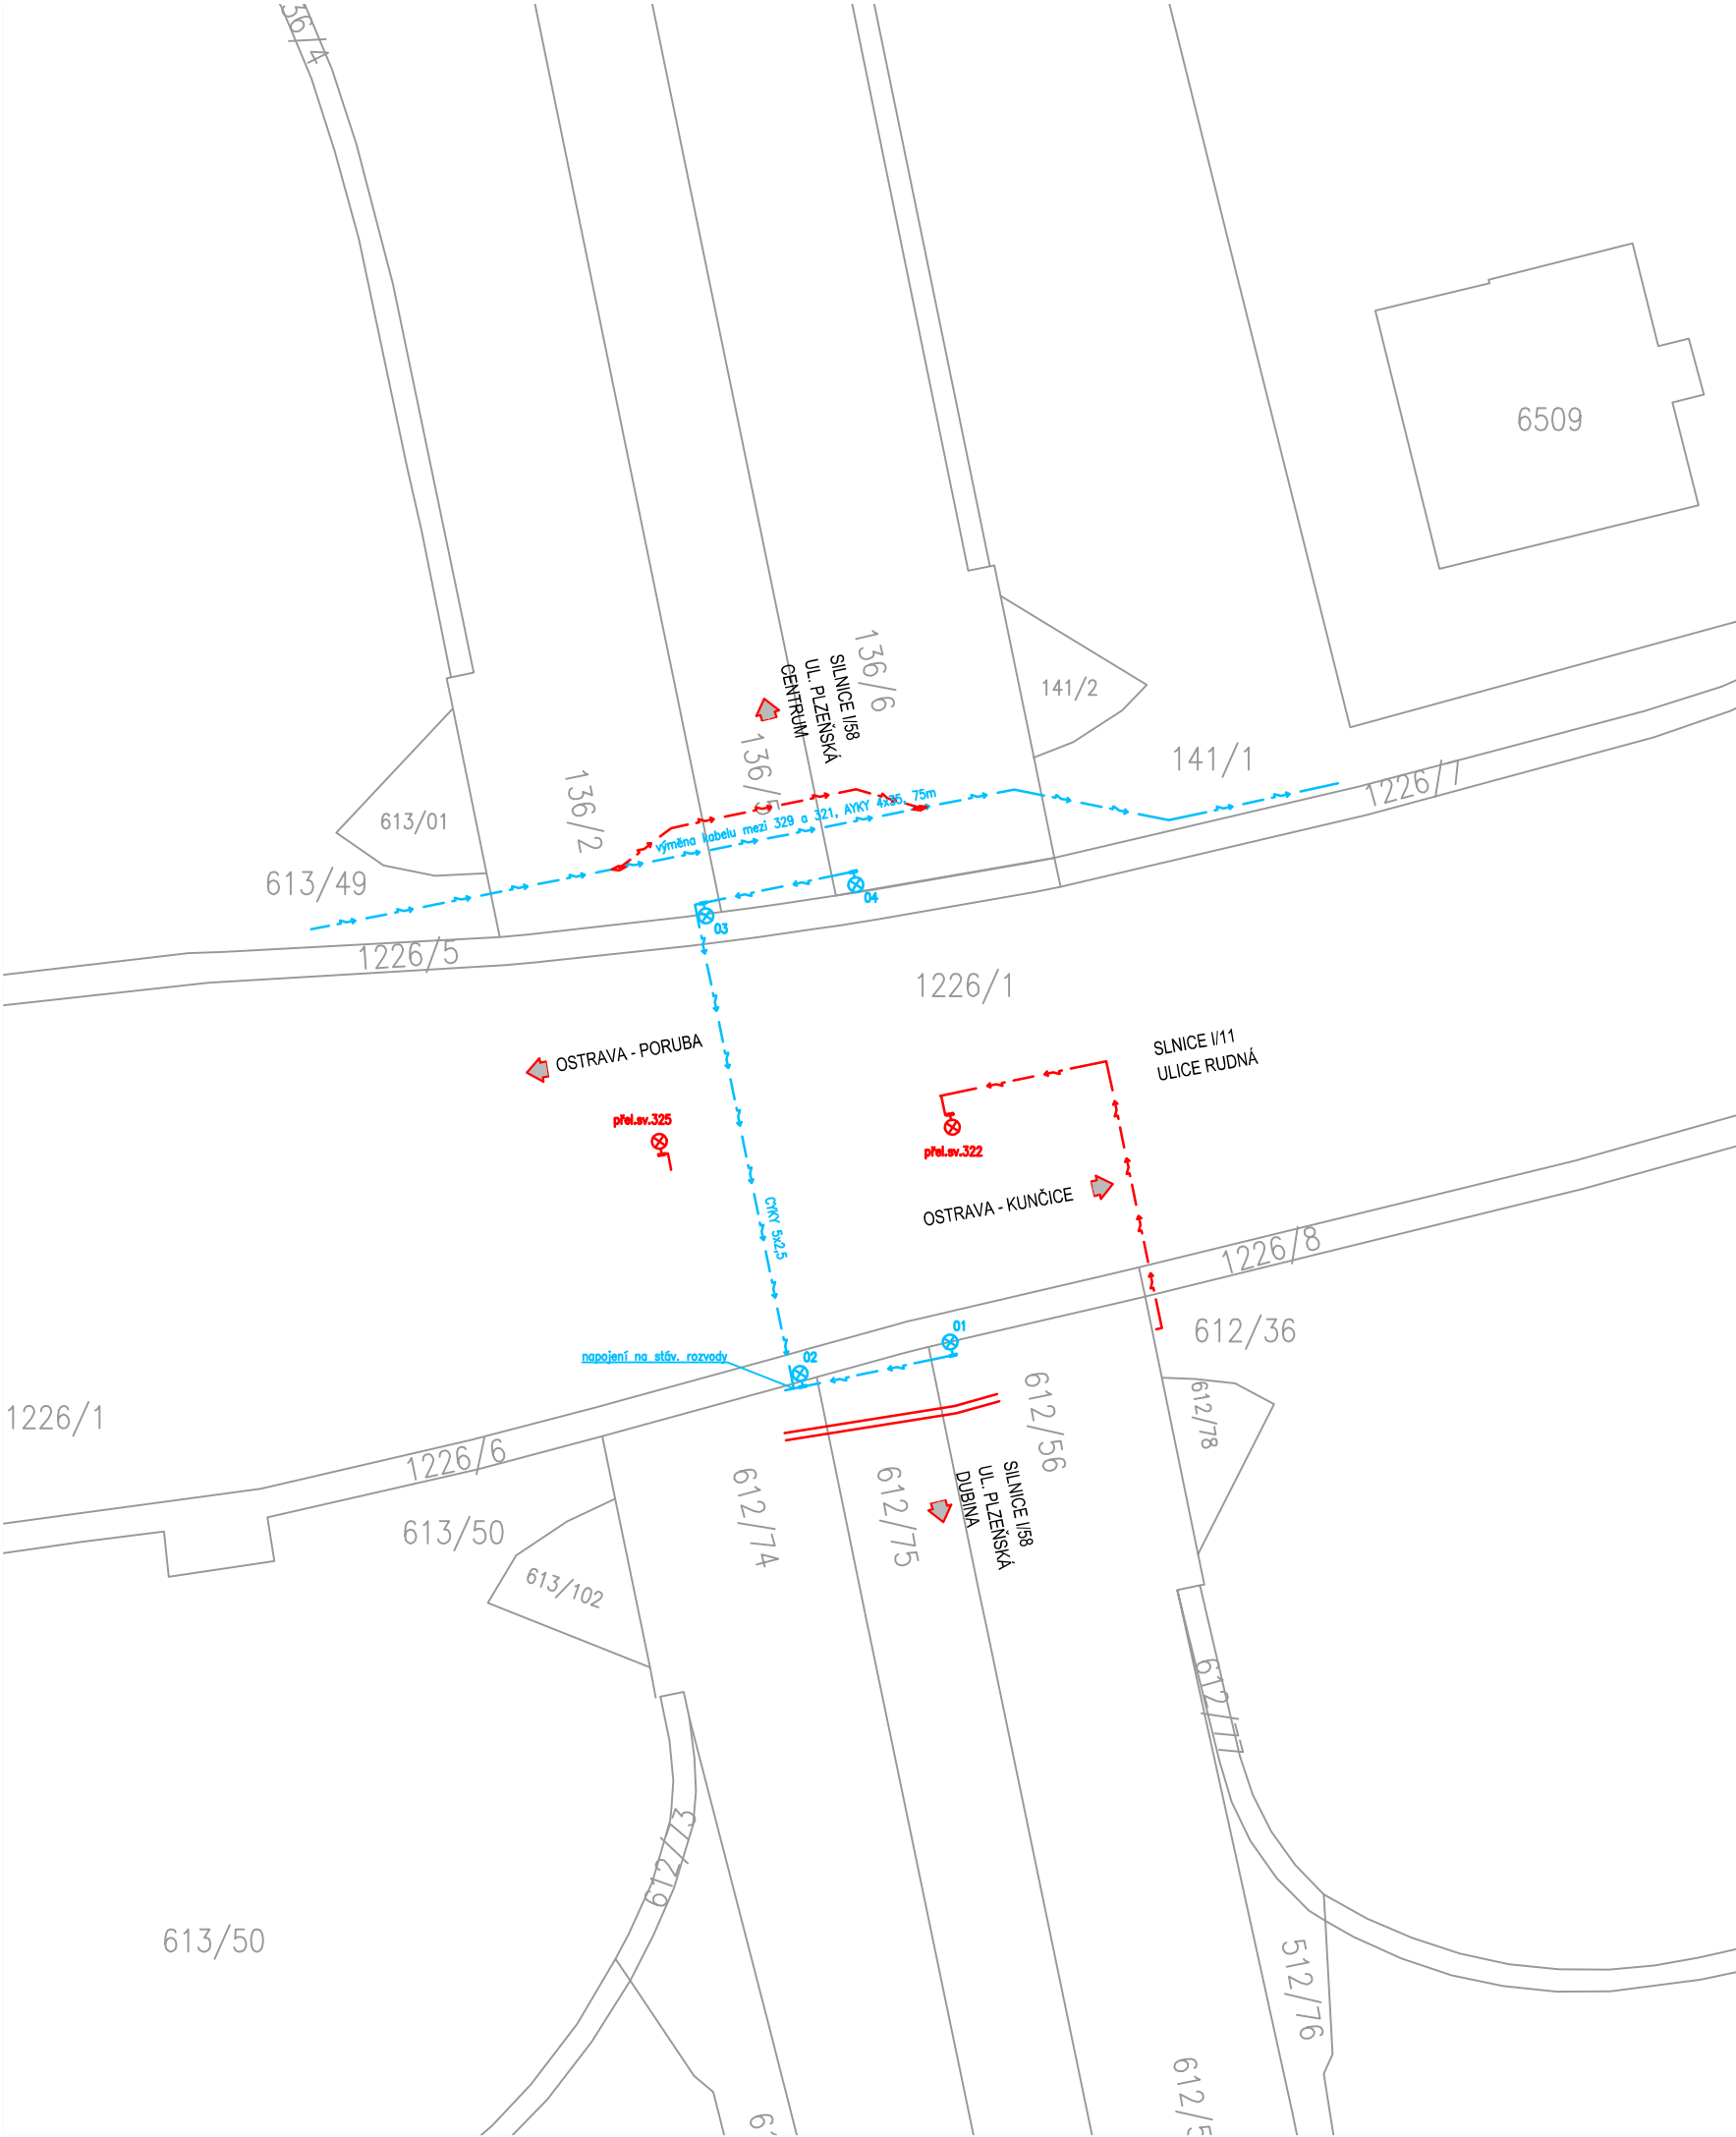 6509
136/6
SILNICE I/58
UL. PLZEŇSKÁ
CENTRUM
141/2
136/5
141/1
136/2
1226/7
613/01
výměna kabelu mezi 329 a 321, AYKY 4x35, 75m
613/49
04
03
1226/5
1226/1
OSTRAVA - PORUBA
SLNICE I/11
ULICE RUDNÁ
přel.sv.325
přel.sv.322
OSTRAVA - KUNČICE
CYKY 5x2,5
1226/8
612/36
01
napojení na stáv. rozvody
02
1226/1
612/78
612/56
1226/6
SILNICE I/58
UL. PLZEŇSKÁ
DUBINA
613/50
612/74
612/75
613/102
612/77
612/73
613/50
512/76